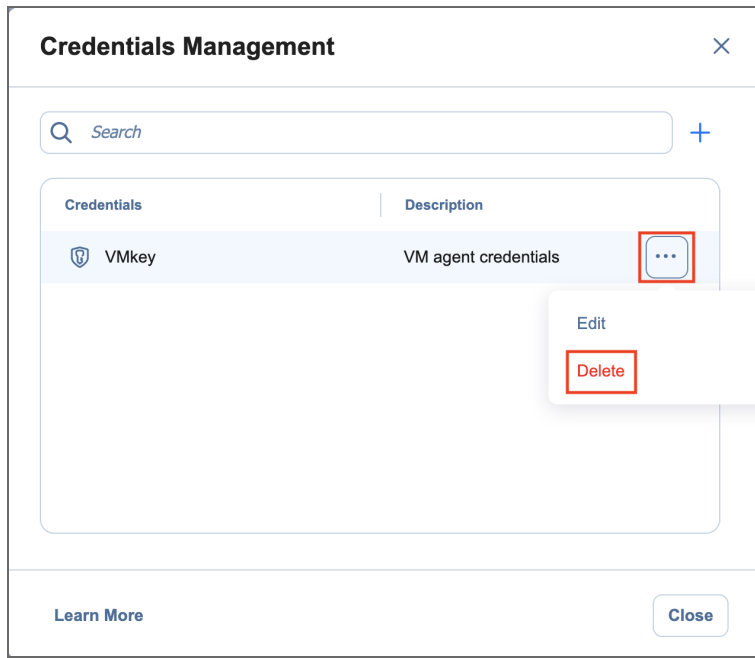 Credentials Management
Search
Credentials Description
VMkey VM agent credentials
Edit
Delete
Learn More Close